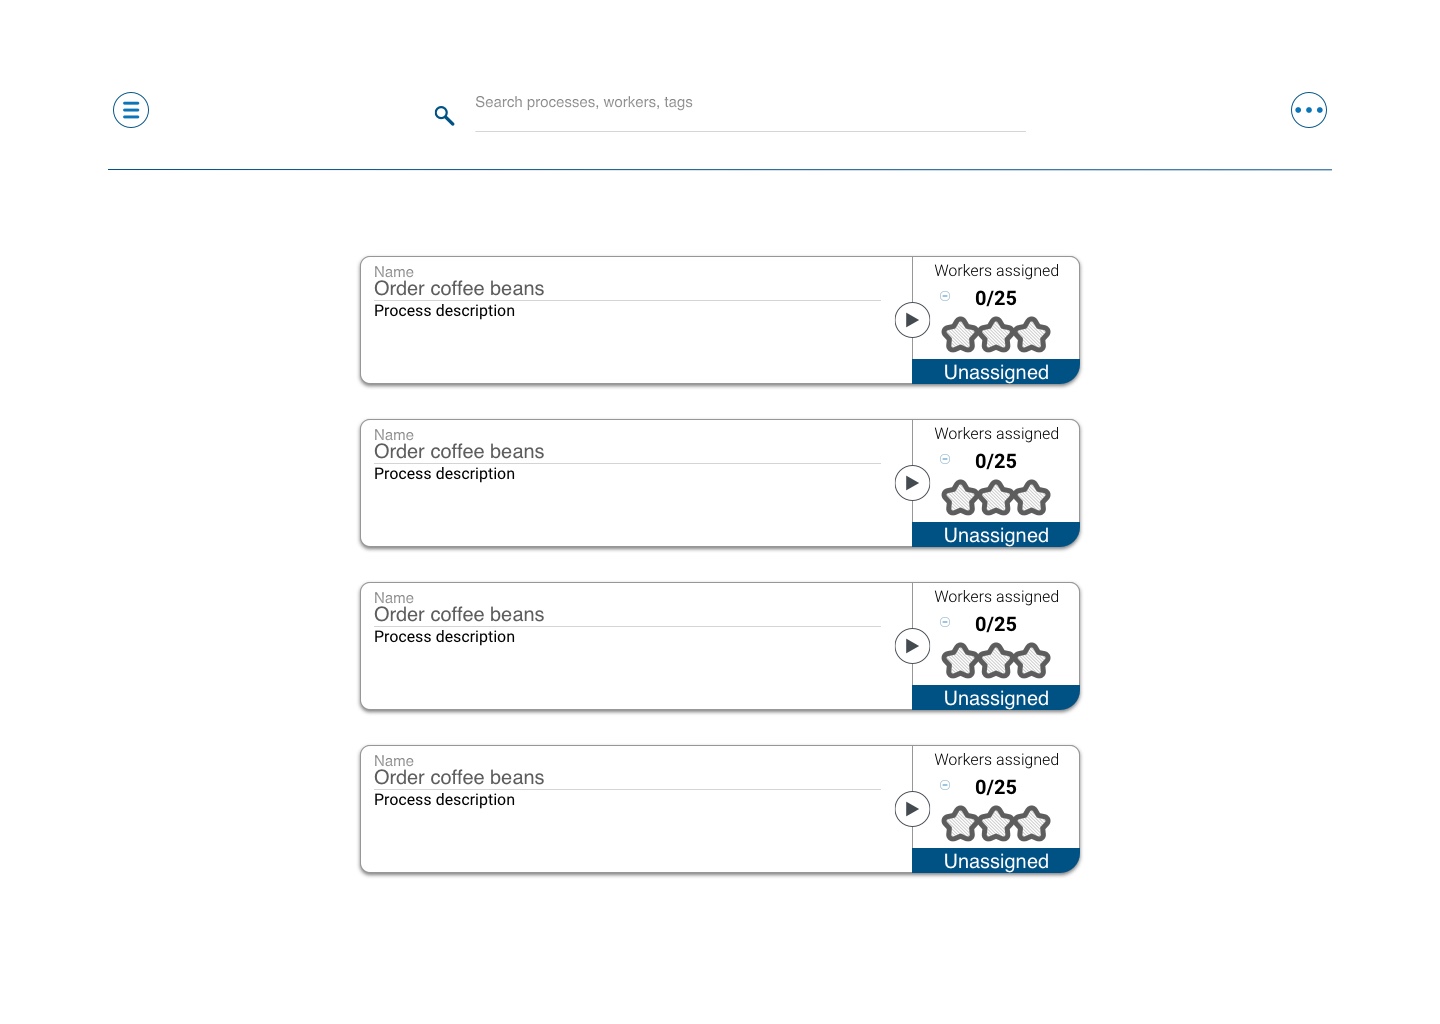 Search processes, workers, tags
Name
Order coffee beans
Process description
Workers assigned
0/25
Unassigned
Name
Order coffee beans
Process description
Workers assigned
0/25
Unassigned
Name
Order coffee beans
Process description
Workers assigned
0/25
Unassigned
Name
Order coffee beans
Process description
Workers assigned
0/25
Unassigned